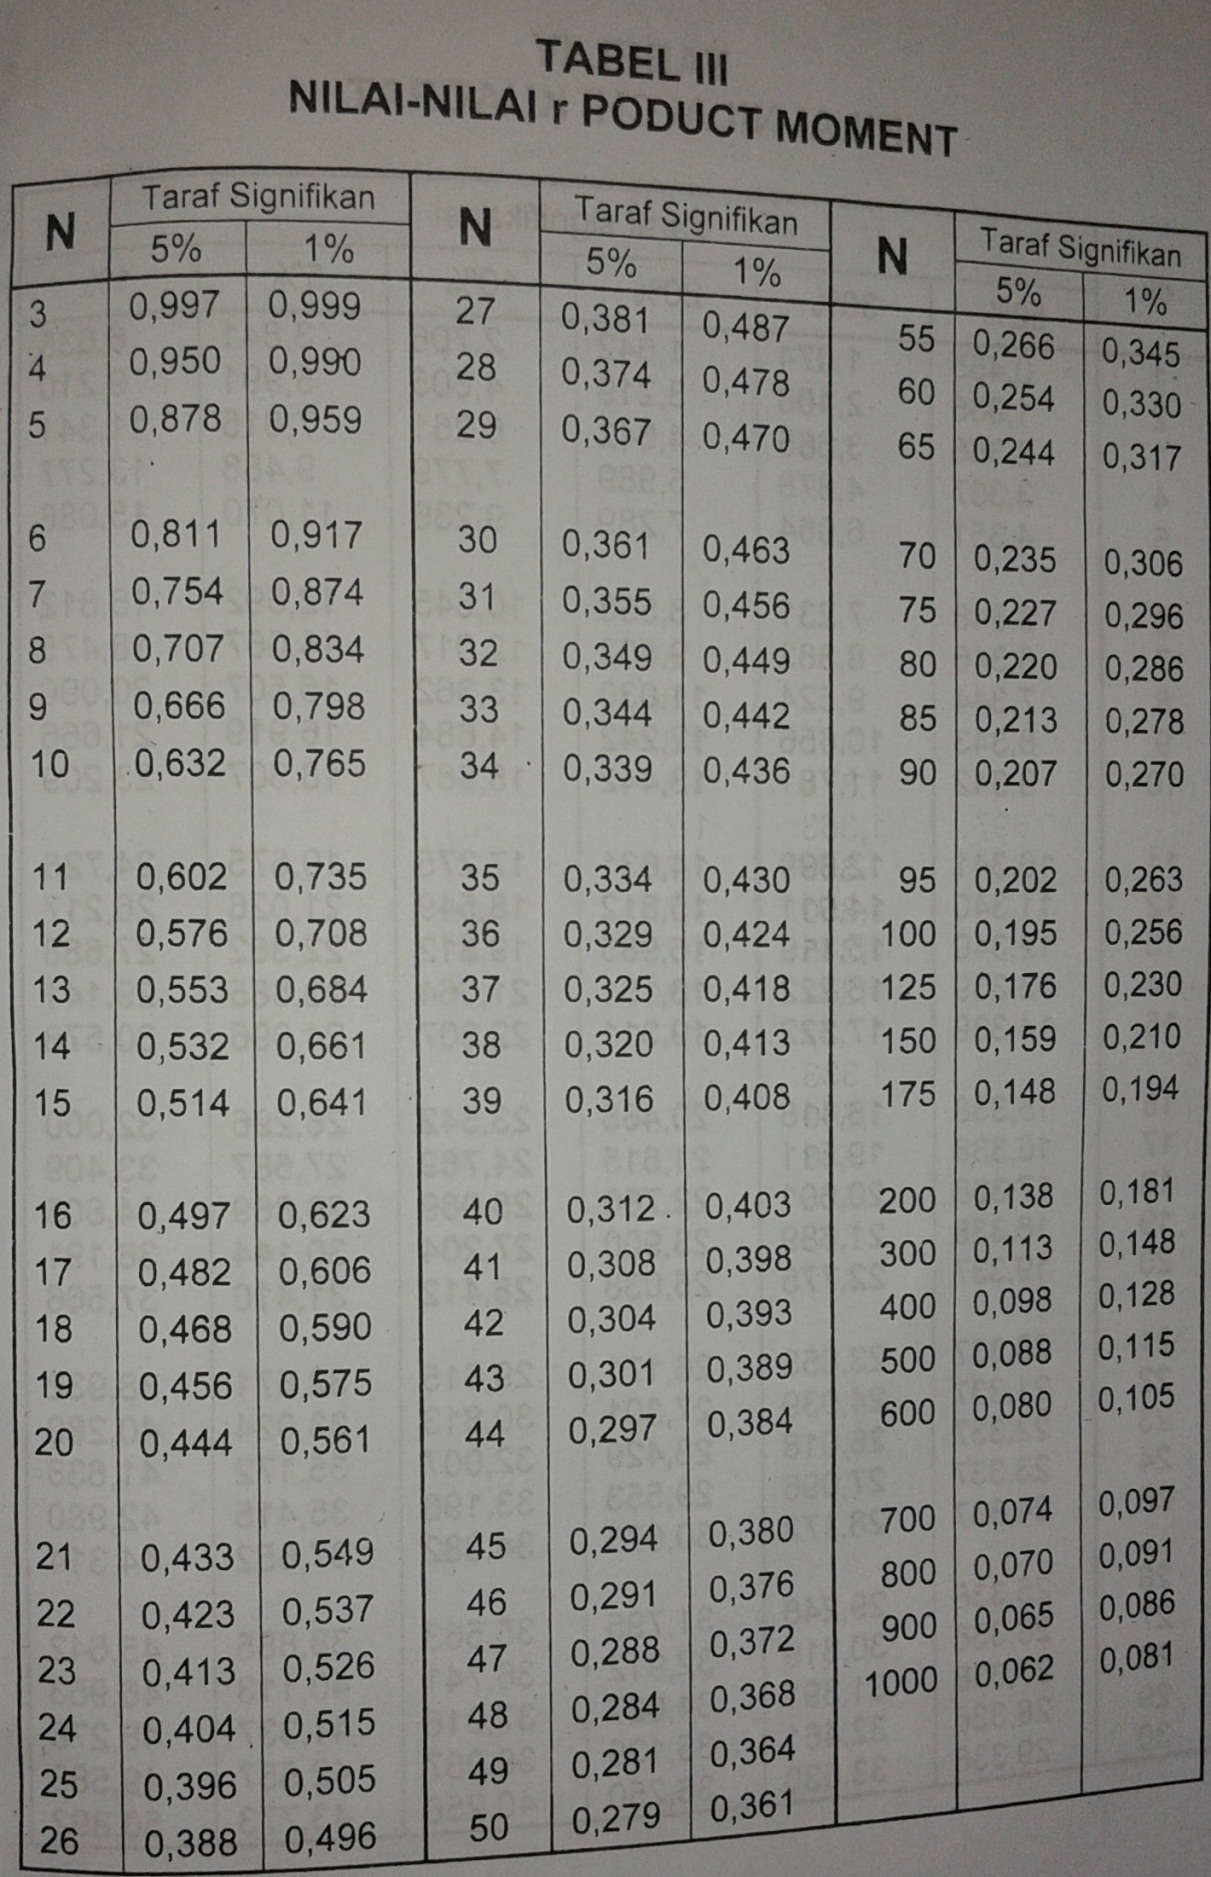 TABEL III
NILAI-NILAI r PODUCT MOMENT
N Taraf Signifikan N Taraf Signifikan N Taraf Signifikan
5% 1% 5% 1% 5% 1%
3 0,997 0,999 27 0,381 0,487 55 0,266 0,345
4 0,950 0,990 28 0,374 0,478 60 0,254 0,330
5 0,878 0,959 29 0,367 0,470 65 0,244 0,317
6 0,811 0,917 30 0,361 0,463 70 0,235 0,306
7 0,754 0,874 31 0,355 0,456 75 0,227 0,296
8 0,707 0,834 32 0,349 0,449 80 0,220 0,286
9 0,666 0,798 33 0,344 0,442 85 0,213 0,278
10 0,632 0,765 34 0,339 0,436 90 0,207 0,270
11 0,602 0,735 35 0,334 0,430 95 0,202 0,263
12 0,576 0,708 36 0,329 0,424 100 0,195 0,256
13 0,553 0,684 37 0,325 0,418 125 0,176 0,230
14 0,532 0,661 38 0,320 0,413 150 0,159 0,210
15 0,514 0,641 39 0,316 0,408 175 0,148 0,194
16 0,497 0,623 40 0,312 0,403 200 0,138 0,181
17 0,482 0,606 41 0,308 0,398 300 0,113 0,148
18 0,468 0,590 42 0,304 0,393 400 0,098 0,128
19 0,456 0,575 43 0,301 0,389 500 0,088 0,115
20 0,444 0,561 44 0,297 0,384 600 0,080 0,105
21 0,433 0,549 45 0,294 0,380 700 0,074 0,097
22 0,423 0,537 46 0,291 0,376 800 0,070 0,091
23 0,413 0,526 47 0,288 0,372 900 0,065 0,086
24 0,404 0,515 48 0,284 0,368 1000 0,062 0,081
25 0,396 0,505 49 0,281 0,364
26 0,388 0,496 50 0,279 0,361